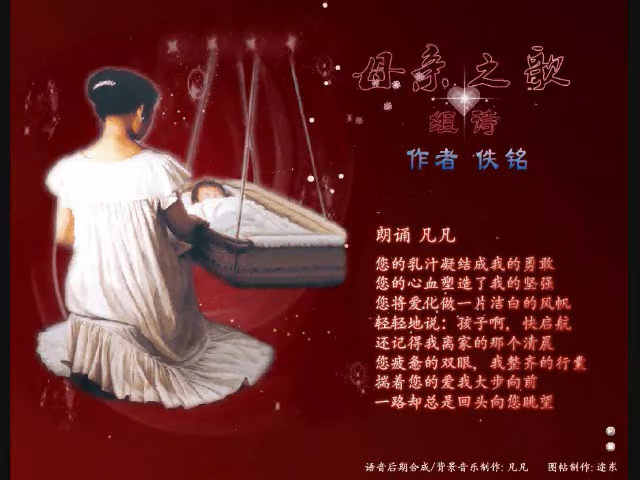 母亲之歌
组诗
作者 佚铭
朗诵 凡凡
您的乳汁凝结成我的勇敢
您的心血塑造了我的坚强
您将爱化做一片洁白的风帆
轻轻地说：孩子啊，快启航
还记得我离家的那个清晨
您疲惫的双眼，我整齐的行囊
揣着您的爱我大步向前
一路却总是回头向您眺望
语音后期合成/背景音乐制作: 凡凡 图帖制作: 逵东